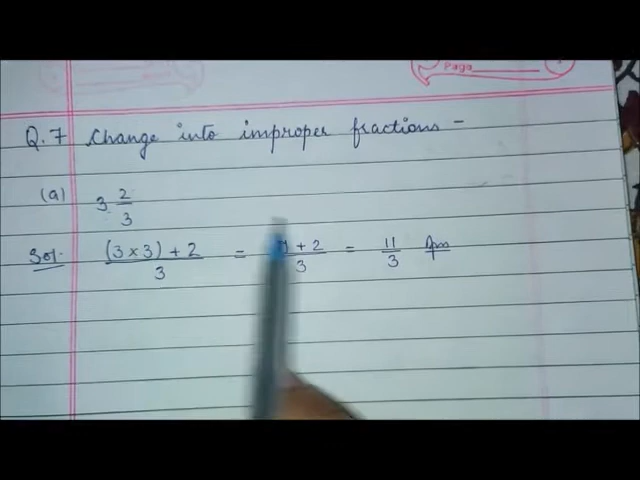 Page
Q.7 Change into improper fractions -
(a) 3 2/3
Sol. (3×3)+2/3 = 9+2/3 = 11/3 Ans